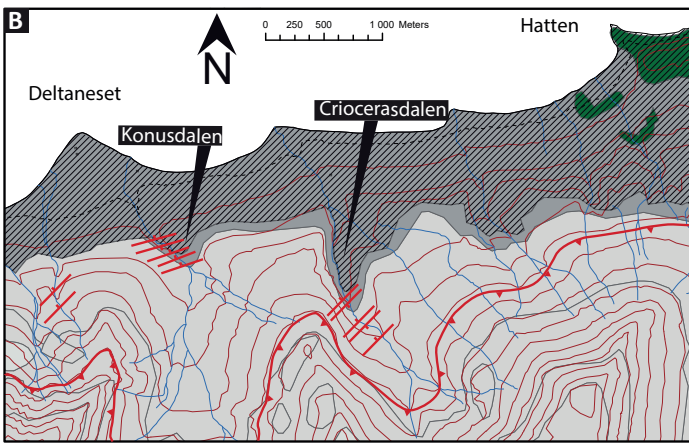 B
0 250 500 1 000 Meters
Hatten
N
Deltaneset
Criocerasdalen
Konusdalen